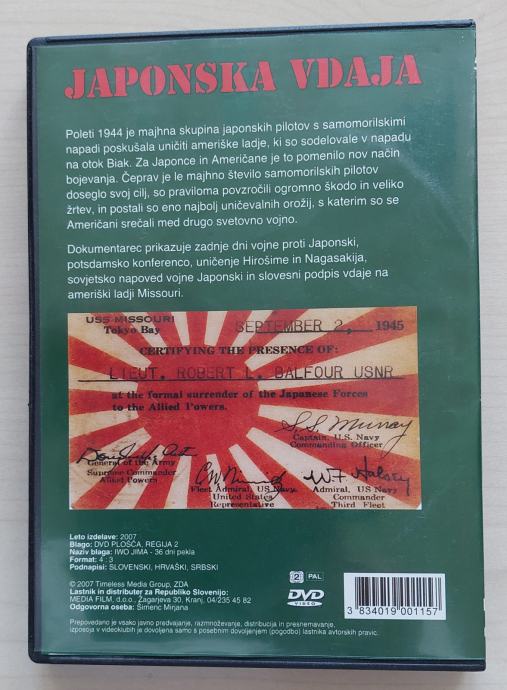 JAPONSKA VDAJA
Poleti 1944 je majhna skupina japonskih pilotov s samomorilskimi
napadi poskušala uničiti ameriške ladje, ki so sodelovale v napadu
na otok Biak. Za Japonce in Američane je to pomenilo nov način
bojevanja. Čeprav je le majhno število samomorilskih pilotov
doseglo svoj cilj, so praviloma povzročili ogromno škodo in veliko
žrtev, in postali so eno najbolj uničevalnih orožij, s katerim so se
Američani srečali med drugo svetovno vojno.
Dokumentarec prikazuje zadnje dni vojne proti Japonski,
potsdamsko konferenco, uničenje Hirošime in Nagasakija,
sovjetsko napoved vojne Japonski in slovesni podpis vdaje na
ameriški ladji Missouri.
USS MISSOURI
Tokyo Bay
SEPTEMBER 2, 1945
CERTIFYING THE PRESENCE OF:
LIEUT. ROBERT L. BALFOUR USNR
at the formal surrender of the Japanese Forces
to the Allied Powers.
S.S. Murray
Captain, U.S. Navy
Commanding Officer
General of the Army
Supreme Commander
Allied Powers
CW Nimitz
Fleet Admiral, US Navy
United States
Representative
W F Halsey
Admiral, US Navy
Commander
Third Fleet
Leto izdelave: 2007
Blago: DVD PLOŠČA, REGIJA 2
Naziv blaga: IWO JIMA - 36 dni pekla
Format: 4 : 3
Podnapisi: SLOVENSKI, HRVAŠKI, SRBSKI
© 2007 Timeless Media Group, ZDA
Lastnik in distributer za Republiko Slovenijo:
MEDIA FILM, d.o.o., Žagarjeva 30, Kranj, 04/235 45 82
Odgovorna oseba: Šimenc Mirjana
2 PAL
DVD
VIDEO
3 834019 001157
Prepovedano je vsako javno predvajanje, razmnoževanje, distribucija in presnemavanje,
izposoja v videoklubih je dovoljena samo s posebnim dovoljenjem (pogodbo) lastnika avtorskih pravic.